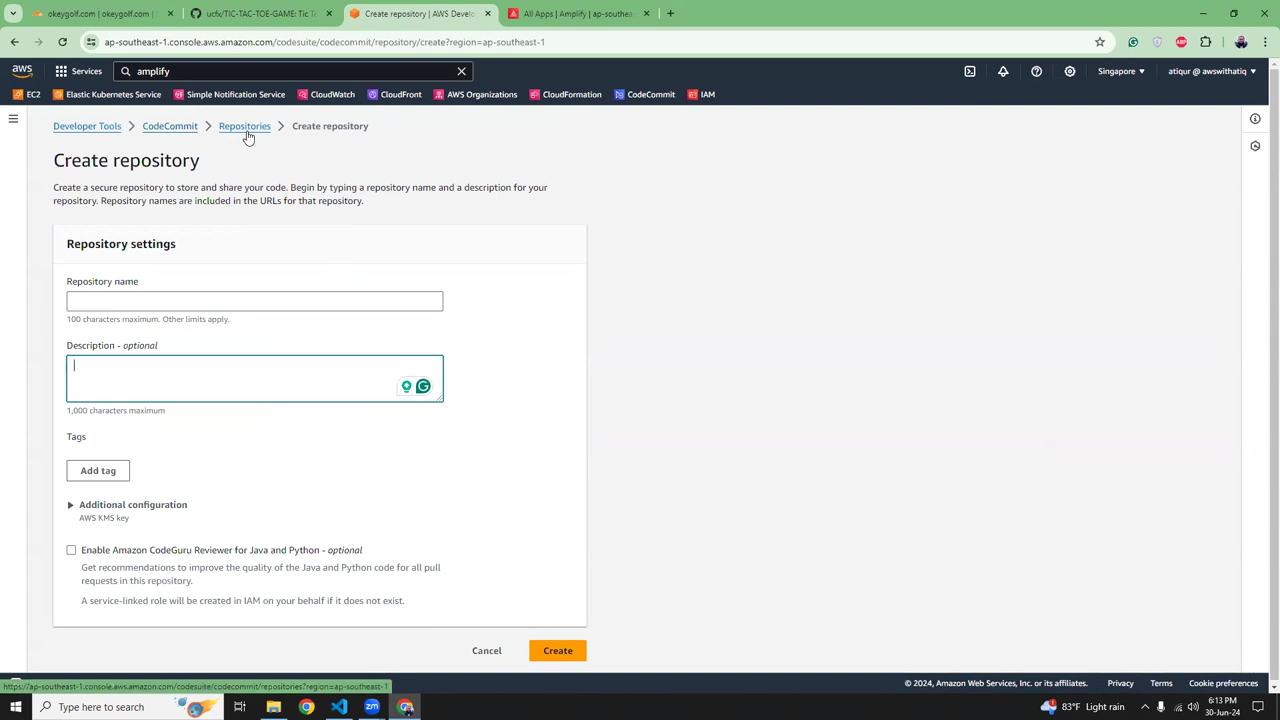 okeygolf.com | okeygolf.com | C
ucfx/TIC-TAC-TOE-GAME: Tic T
Create repository | AWS Develo
All Apps | Amplify | ap-southeas
ap-southeast-1.console.aws.amazon.com/codesuite/codecommit/repository/create?region=ap-southeast-1
aws
Services
amplify
Singapore
atiqur @ awswithatiq
EC2
Elastic Kubernetes Service
Simple Notification Service
CloudWatch
CloudFront
AWS Organizations
CloudFormation
CodeCommit
IAM
Developer Tools
CodeCommit
Repositories
Create repository
Create repository
Create a secure repository to store and share your code. Begin by typing a repository name and a description for your
repository. Repository names are included in the URLs for that repository.
Repository settings
Repository name
100 characters maximum. Other limits apply.
Description - optional
1,000 characters maximum
Tags
Add tag
Additional configuration
AWS KMS key
Enable Amazon CodeGuru Reviewer for Java and Python - optional
Get recommendations to improve the quality of the Java and Python code for all pull
requests in this repository.
A service-linked role will be created in IAM on your behalf if it does not exist.
Cancel
Create
https://ap-southeast-1.console.aws.amazon.com/codesuite/codecommit/repositories?region=ap-southeast-1
© 2024, Amazon Web Services, Inc. or its affiliates.
Privacy
Terms
Cookie preferences
Type here to search
83°F Light rain
6:13 PM
30-Jun-24